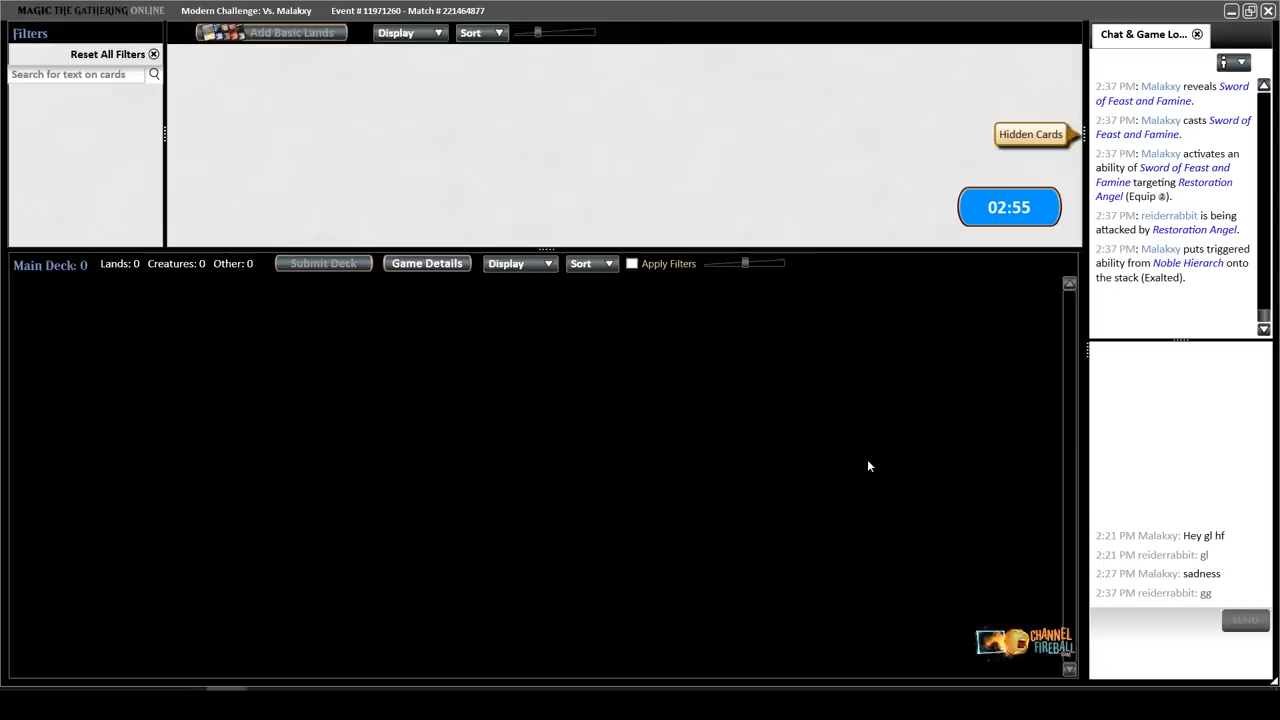 MAGIC THE GATHERING ONLINE Modern Challenge: Vs. Malakxy Event # 11971260 - Match # 221464877
Filters
Reset All Filters
Search for text on cards
Add Basic Lands Display Sort
Hidden Cards
02:55
Main Deck: 0 Lands: 0 Creatures: 0 Other: 0 Submit Deck Game Details Display Sort Apply Filters
CHANNEL
FIREBALL
Chat & Game Lo...
2:37 PM: Malakxy reveals Sword
of Feast and Famine.
2:37 PM: Malakxy casts Sword of
Feast and Famine.
2:37 PM: Malakxy activates an
ability of Sword of Feast and
Famine targeting Restoration
Angel (Equip 2).
2:37 PM: reiderrabbit is being
attacked by Restoration Angel.
2:37 PM: Malakxy puts triggered
ability from Noble Hierarch onto
the stack (Exalted).
2:21 PM Malakxy: Hey gl hf
2:21 PM reiderrabbit: gl
2:27 PM Malakxy: sadness
2:37 PM reiderrabbit: gg
SEND